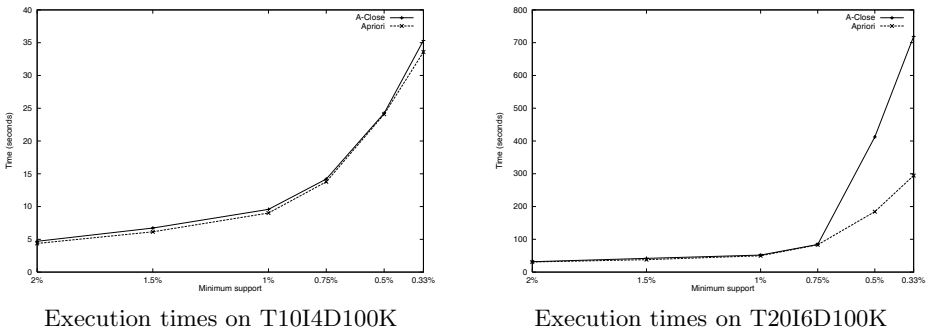 40
35
30
25
20
15
10
5
0
Time (seconds)
A-Close
Apriori
2% 1.5% 1% 0.75% 0.5% 0.33%
Minimum support
Execution times on T10I4D100K
800
700
600
500
400
300
200
100
0
Time (seconds)
A-Close
Apriori
2% 1.5% 1% 0.75% 0.5% 0.33%
Minimum support
Execution times on T20I6D100K